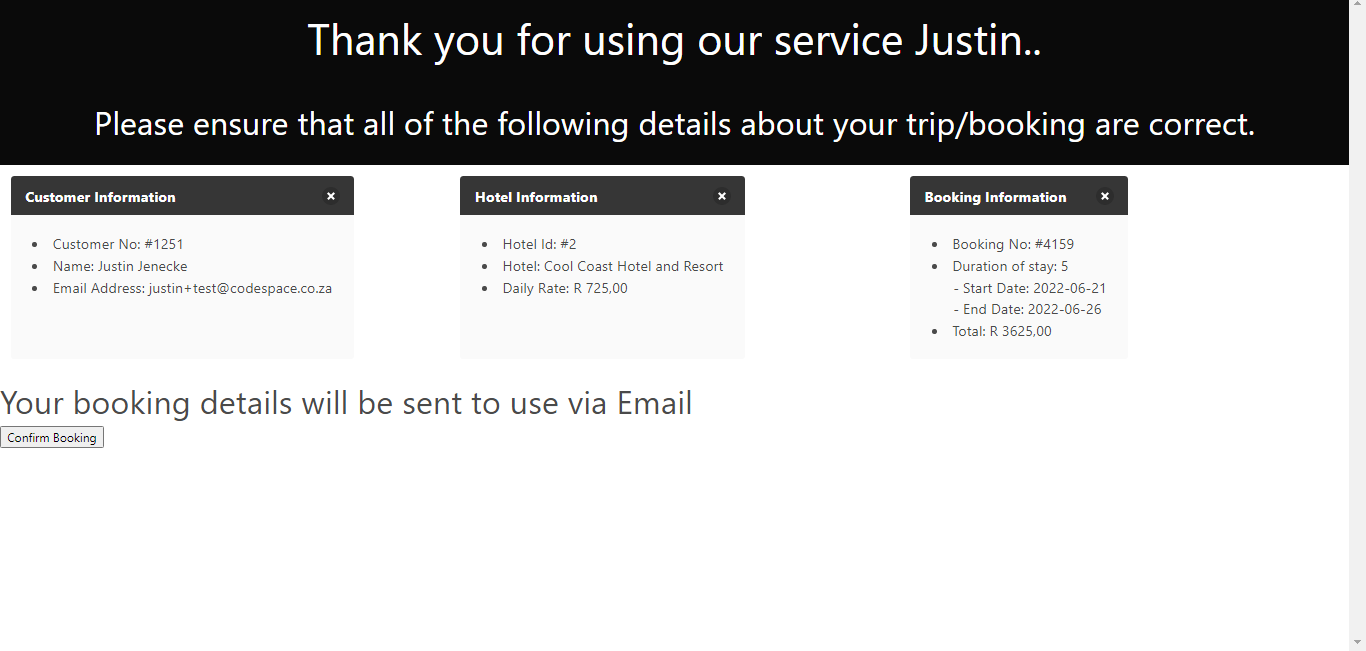 Thank you for using our service Justin..
Please ensure that all of the following details about your trip/booking are correct.
Customer Information
Customer No: #1251
Name: Justin Jenecke
Email Address: justin+test@codespace.co.za
Hotel Information
Hotel Id: #2
Hotel: Cool Coast Hotel and Resort
Daily Rate: R 725,00
Booking Information
Booking No: #4159
Duration of stay: 5
- Start Date: 2022-06-21
- End Date: 2022-06-26
Total: R 3625,00
Your booking details will be sent to use via Email
Confirm Booking